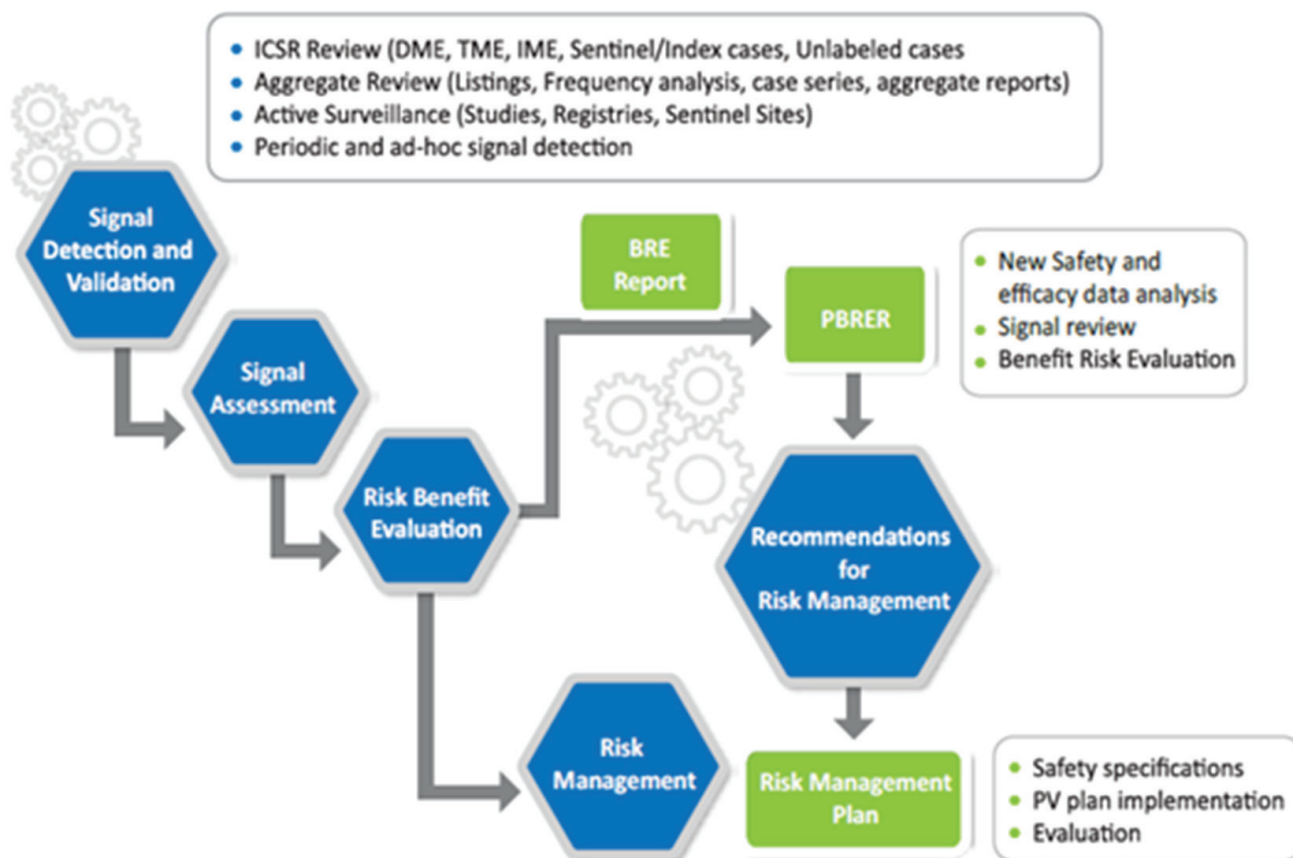 ICSR Review (DME, TME, IME, Sentinel/Index cases, Unlabeled cases
Aggregate Review (Listings, Frequency analysis, case series, aggregate reports)
Active Surveillance (Studies, Registries, Sentinel Sites)
Periodic and ad-hoc signal detection
Signal
Detection and
Validation
Signal
Assessment
Risk Benefit
Evaluation
BRE
Report
PBRER
New Safety and
efficacy data analysis
Signal review
Benefit Risk Evaluation
Recommendations
for
Risk Management
Risk
Management
Risk Management
Plan
Safety specifications
PV plan implementation
Evaluation